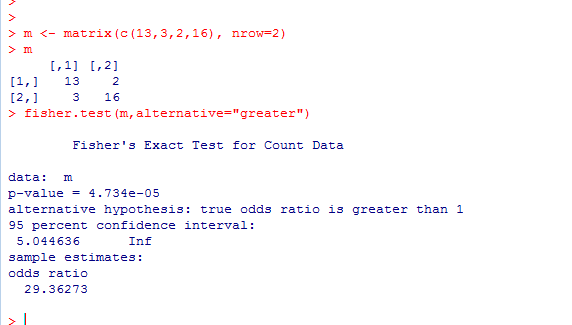 >
>
> m <- matrix(c(13,3,2,16), nrow=2)
> m
     [,1] [,2]
[1,]   13    2
[2,]    3   16
> fisher.test(m,alternative="greater")
        Fisher's Exact Test for Count Data
data:  m
p-value = 4.734e-05
alternative hypothesis: true odds ratio is greater than 1
95 percent confidence interval:
 5.044636      Inf
sample estimates:
odds ratio
  29.36273
>